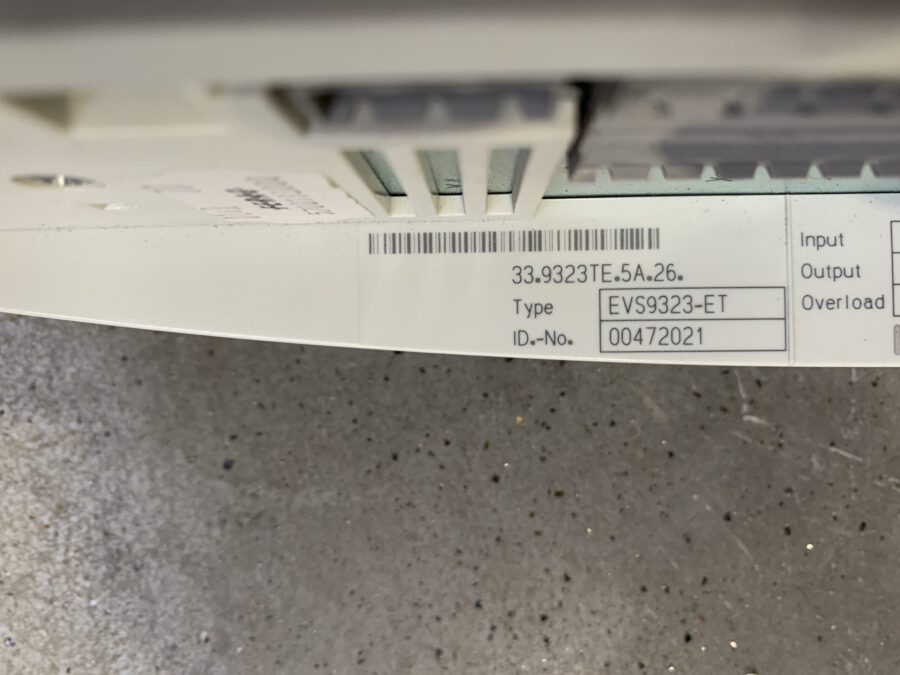 33.9323TE.5A.26.
Type EVS9323-ET
ID.-No. 00472021
Input
Output
Overload